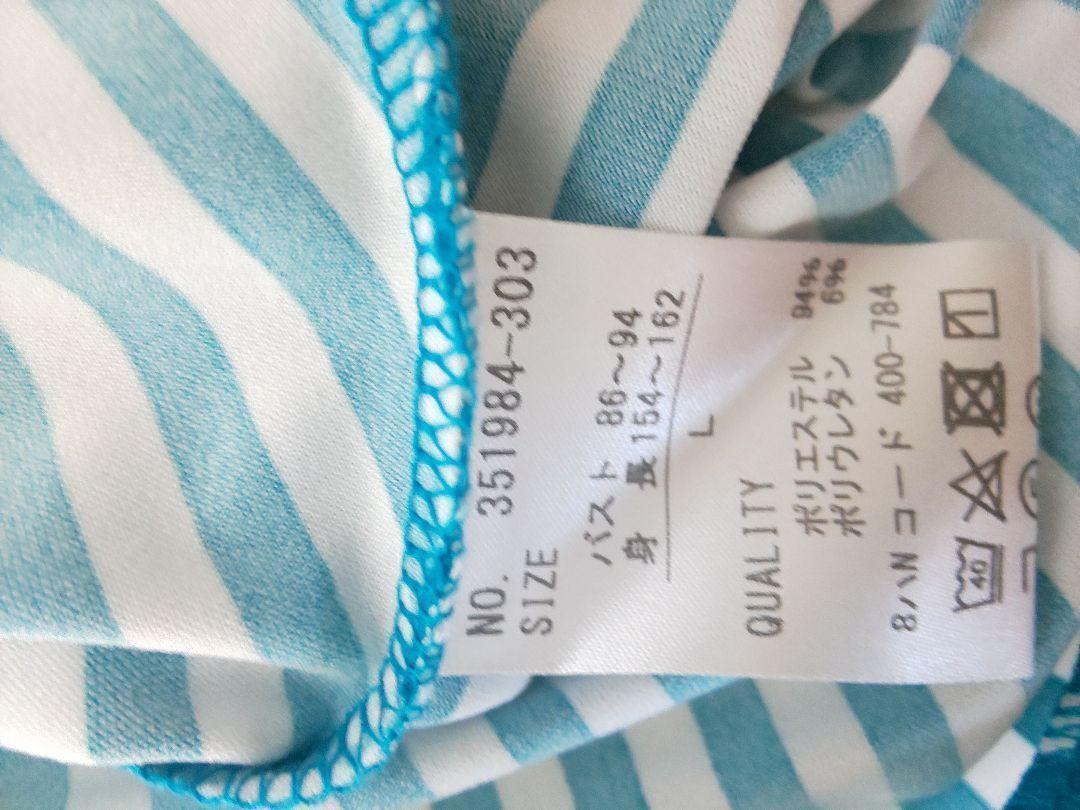 NO. 351984-303
SIZE
バスト 86～94
身 長 154～162
L
QUALITY
ポリエステル 94%
ポリウレタン 6%
8ハN コード 400-784
40